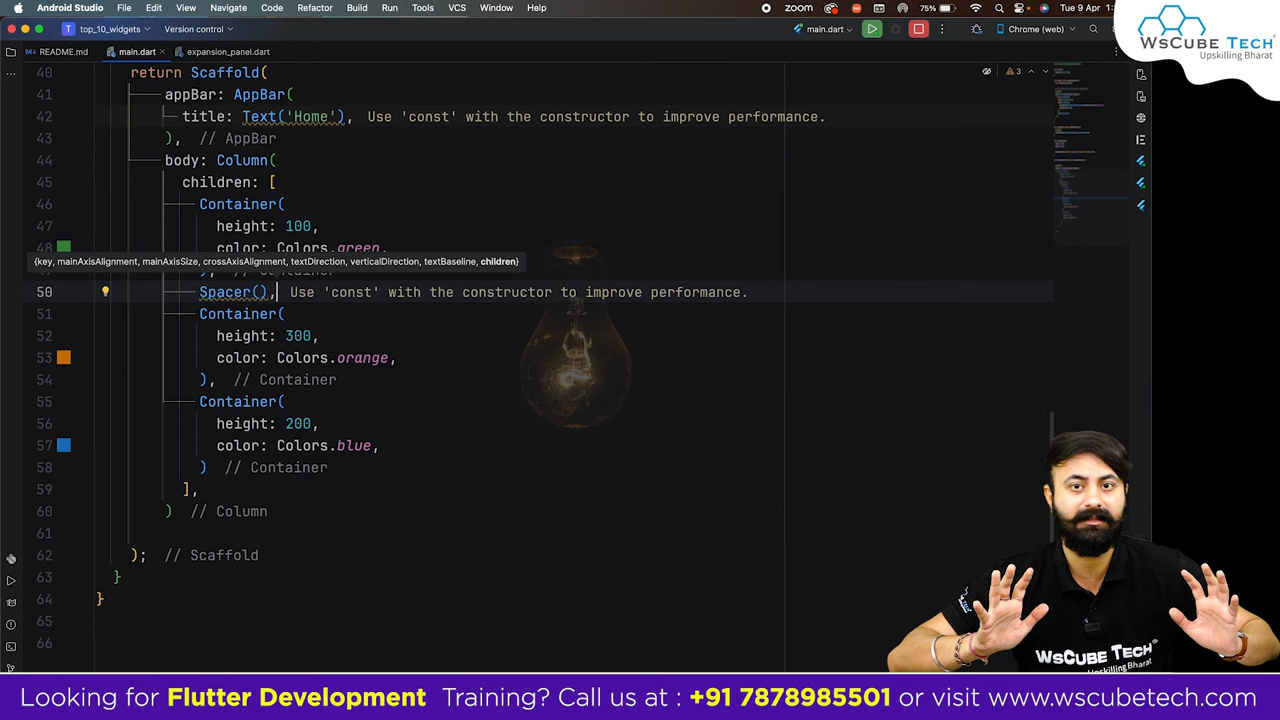 Android Studio File Edit View Navigate Code Refactor Build Run Tools VCS Window Help zoom 75% Tue 9 Apr 1:
WsCube Tech
Upskilling Bharat
T top_10_widgets Version control main.dart Chrome (web)
README.md main.dart expansion_panel.dart
40 return Scaffold(
3
41 appBar: AppBar(
42 title: Text('Home'), Use 'const' with the constructor to improve performance.
43 ), // AppBar
44 body: Column(
45 children: [
46 Container(
47 height: 100,
48 color: Colors.green,
{key, mainAxisAlignment, mainAxisSize, crossAxisAlignment, textDirection, verticalDirection, textBaseline, children}
50 Spacer(), Use 'const' with the constructor to improve performance.
51 Container(
52 height: 300,
53 color: Colors.orange,
54 ), // Container
55 Container(
56 height: 200,
57 color: Colors.blue,
58 ) // Container
59 ],
60 ) // Column
61
62 ); // Scaffold
63 }
64 }
65
66
WsCube Tech
Upskilling Bharat
Looking for Flutter Development Training? Call us at : +91 7878985501 or visit www.wscubetech.com